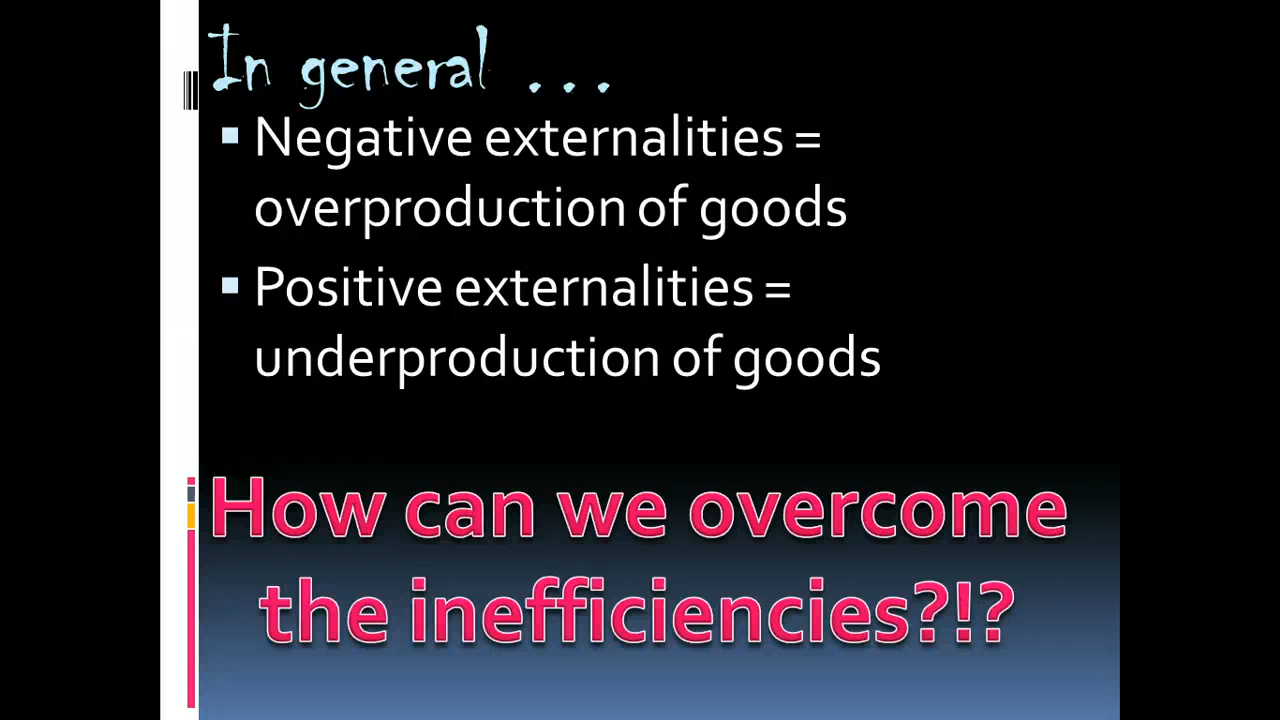 In general ...
Negative externalities =
overproduction of goods
Positive externalities =
underproduction of goods
How can we overcome
the inefficiencies?!?